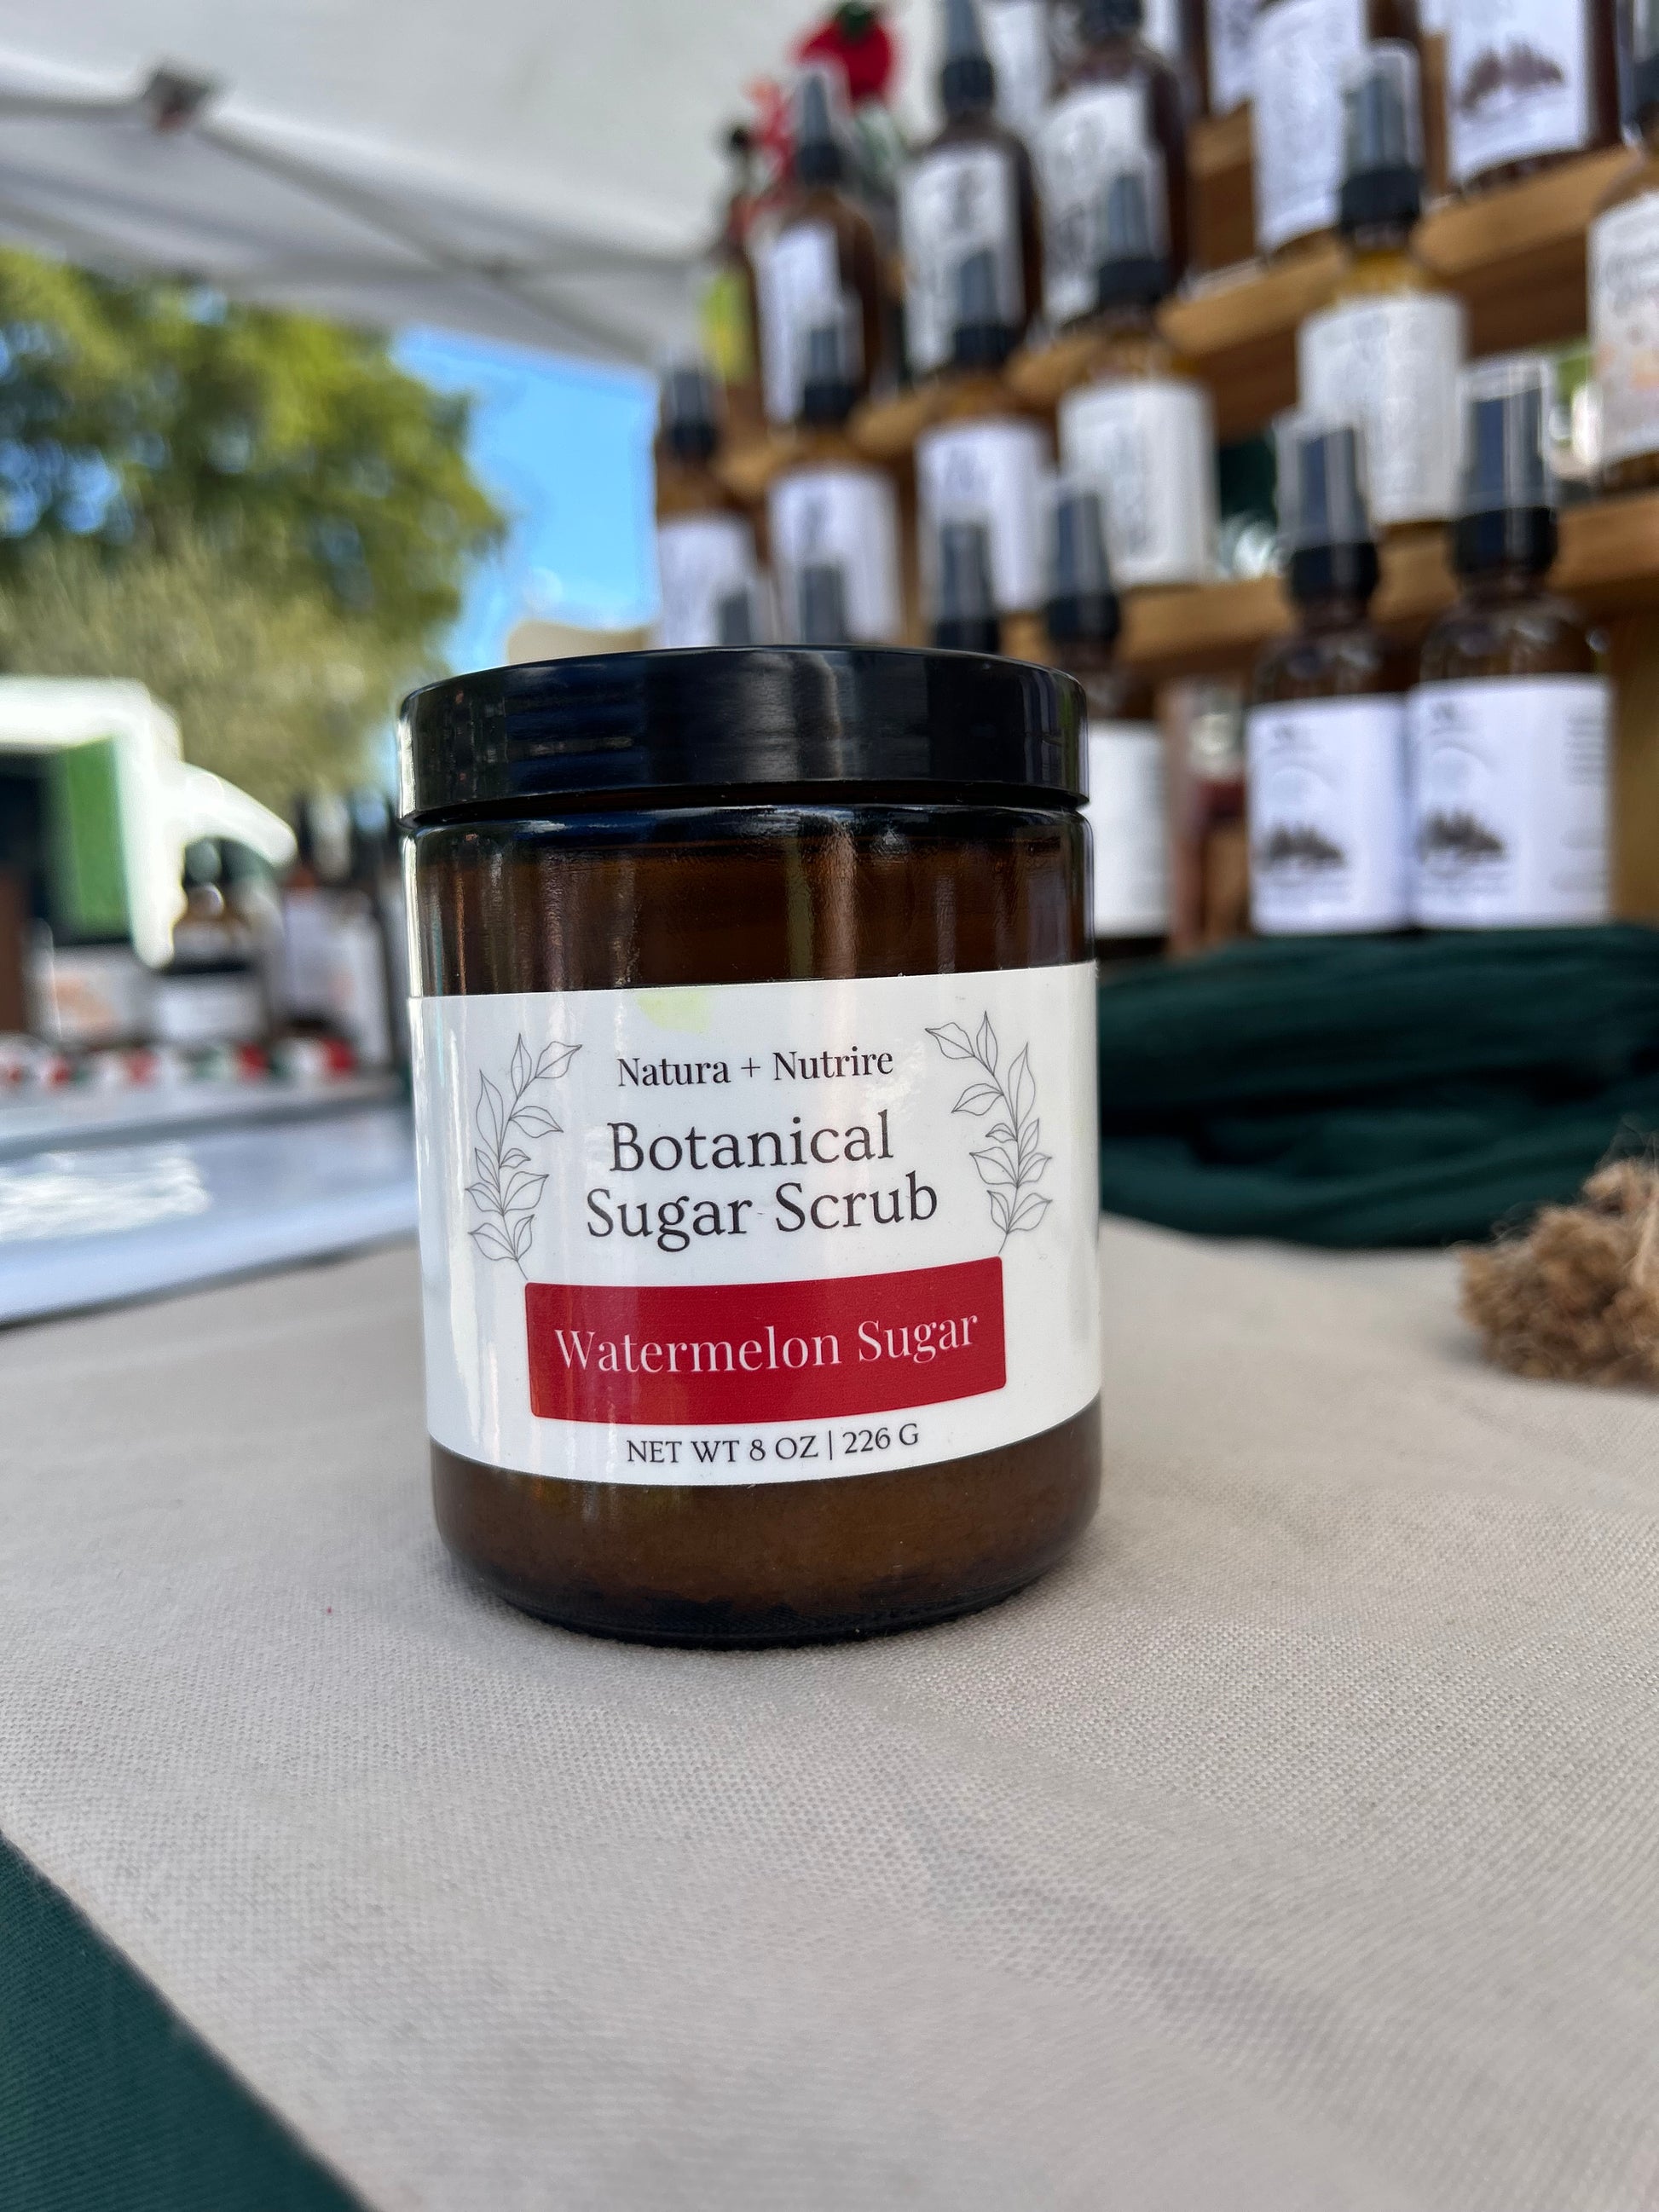 Natura + Nutrire
Botanical
Sugar Scrub
Watermelon Sugar
NET WT 8 OZ | 226 G